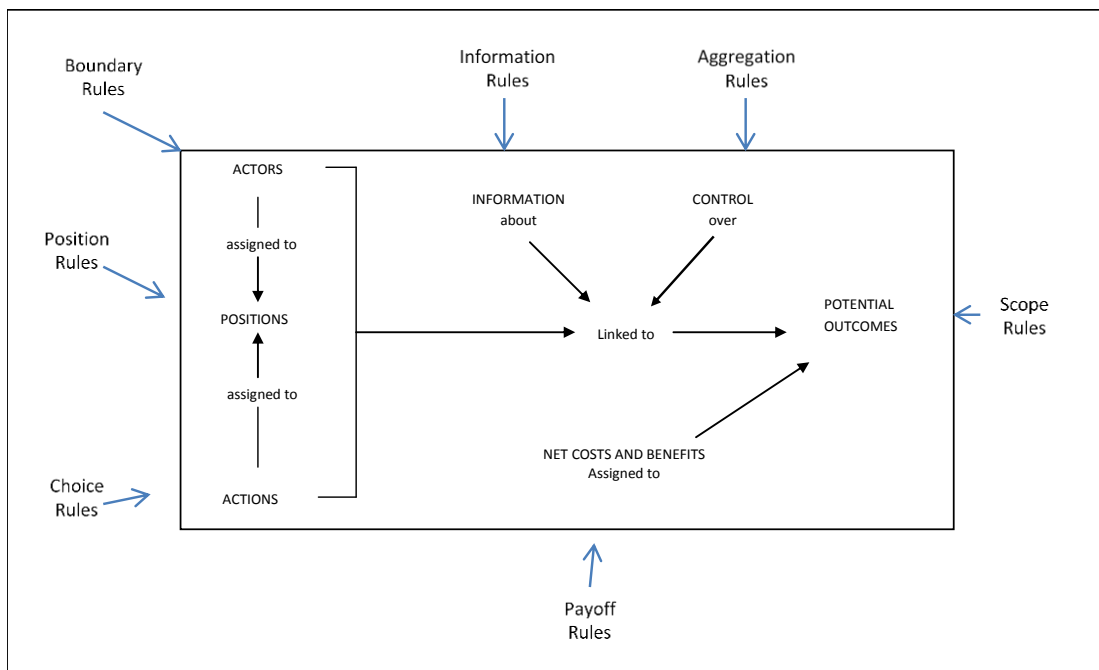 Information
Rules
Aggregation
Rules
Boundary
Rules
ACTORS
INFORMATION
about
CONTROL
over
assigned to
Position
Rules
POSITIONS
Linked to
POTENTIAL
OUTCOMES
Scope
Rules
assigned to
NET COSTS AND BENEFITS
Assigned to
Choice
Rules
ACTIONS
Payoff
Rules